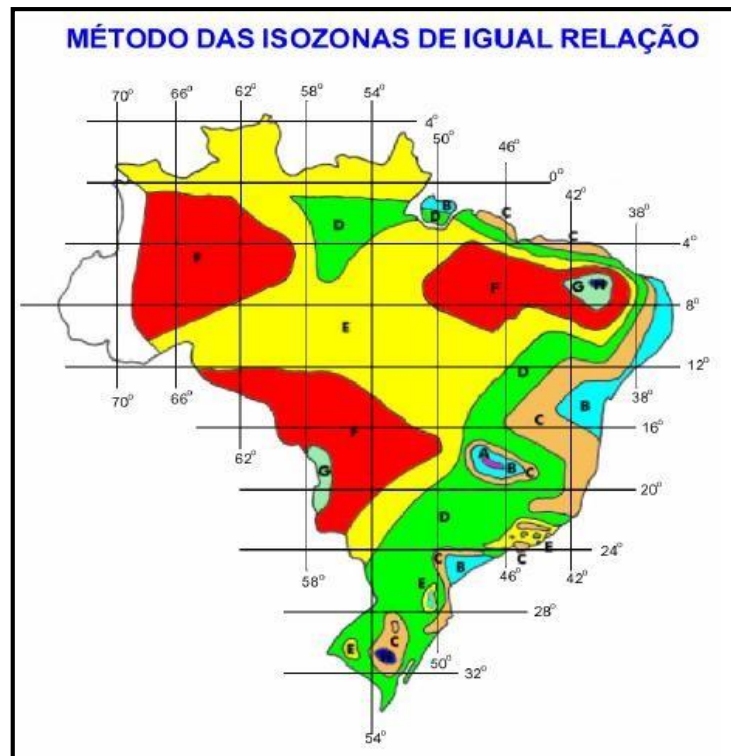 MÉTODO DAS ISOZONAS DE IGUAL RELAÇÃO
70° 66° 62° 58° 54°
4° 50° 46°
0°
42°
B C
D D C 38°
4°
F F G H
8°
E
D 12°
70° 66° B 38°
C
F 16°
62° A B C
G
20°
D
E
24°
C B C
58° E 46° 42°
28°
C
E H
50° 32°
54°